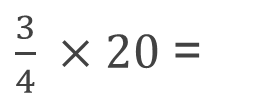 3/4 × 20 =